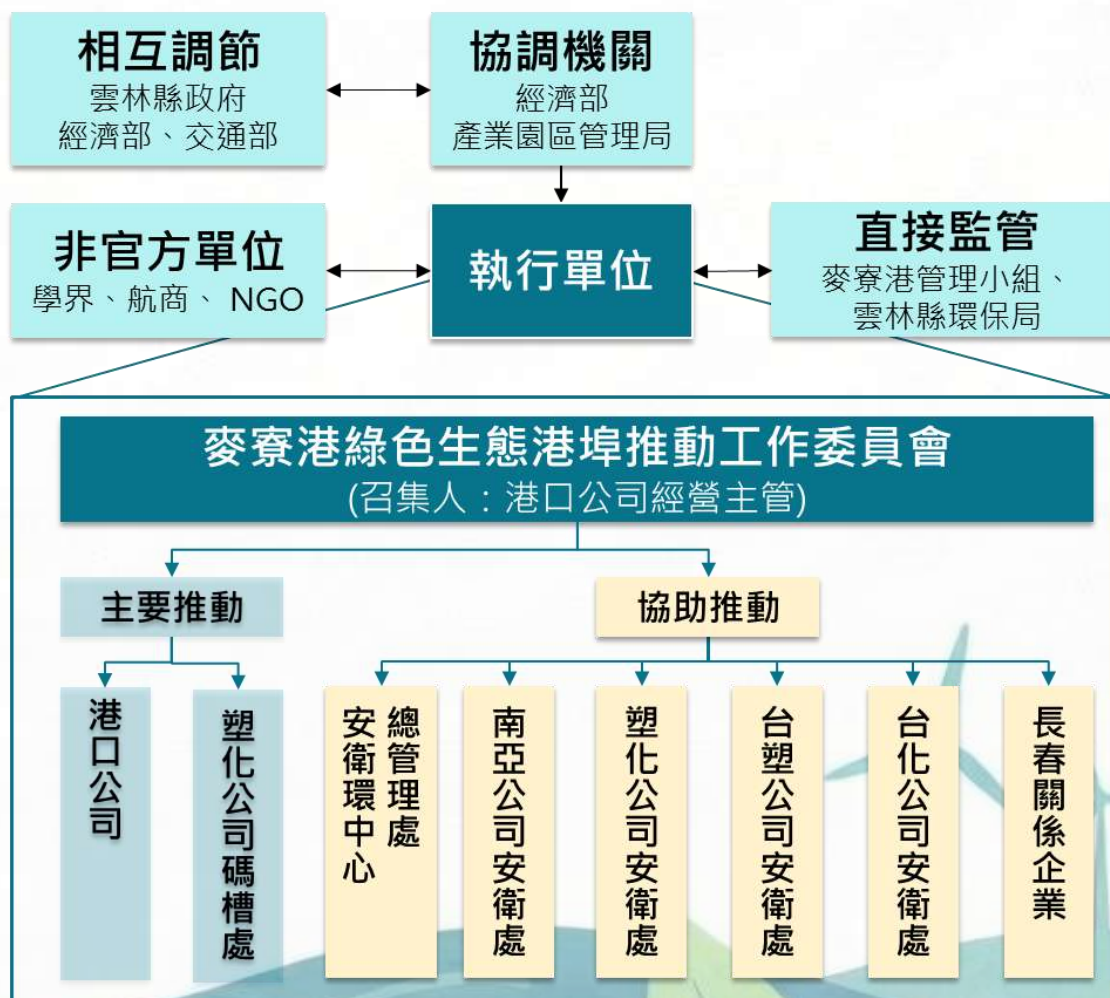 相互調節
雲林縣政府
經濟部、交通部
協調機關
經濟部
產業園區管理局
非官方單位
學界、航商、 NGO
執行單位
直接監管
麥寮港管理小組、
雲林縣環保局
麥寮港綠色生態港埠推動工作委員會
(召集人：港口公司經營主管)
主要推動
協助推動
港口公司
塑化公司碼槽處
總管理處
安衛環中心
南亞公司安衛處
塑化公司安衛處
台塑公司安衛處
台化公司安衛處
長春關係企業